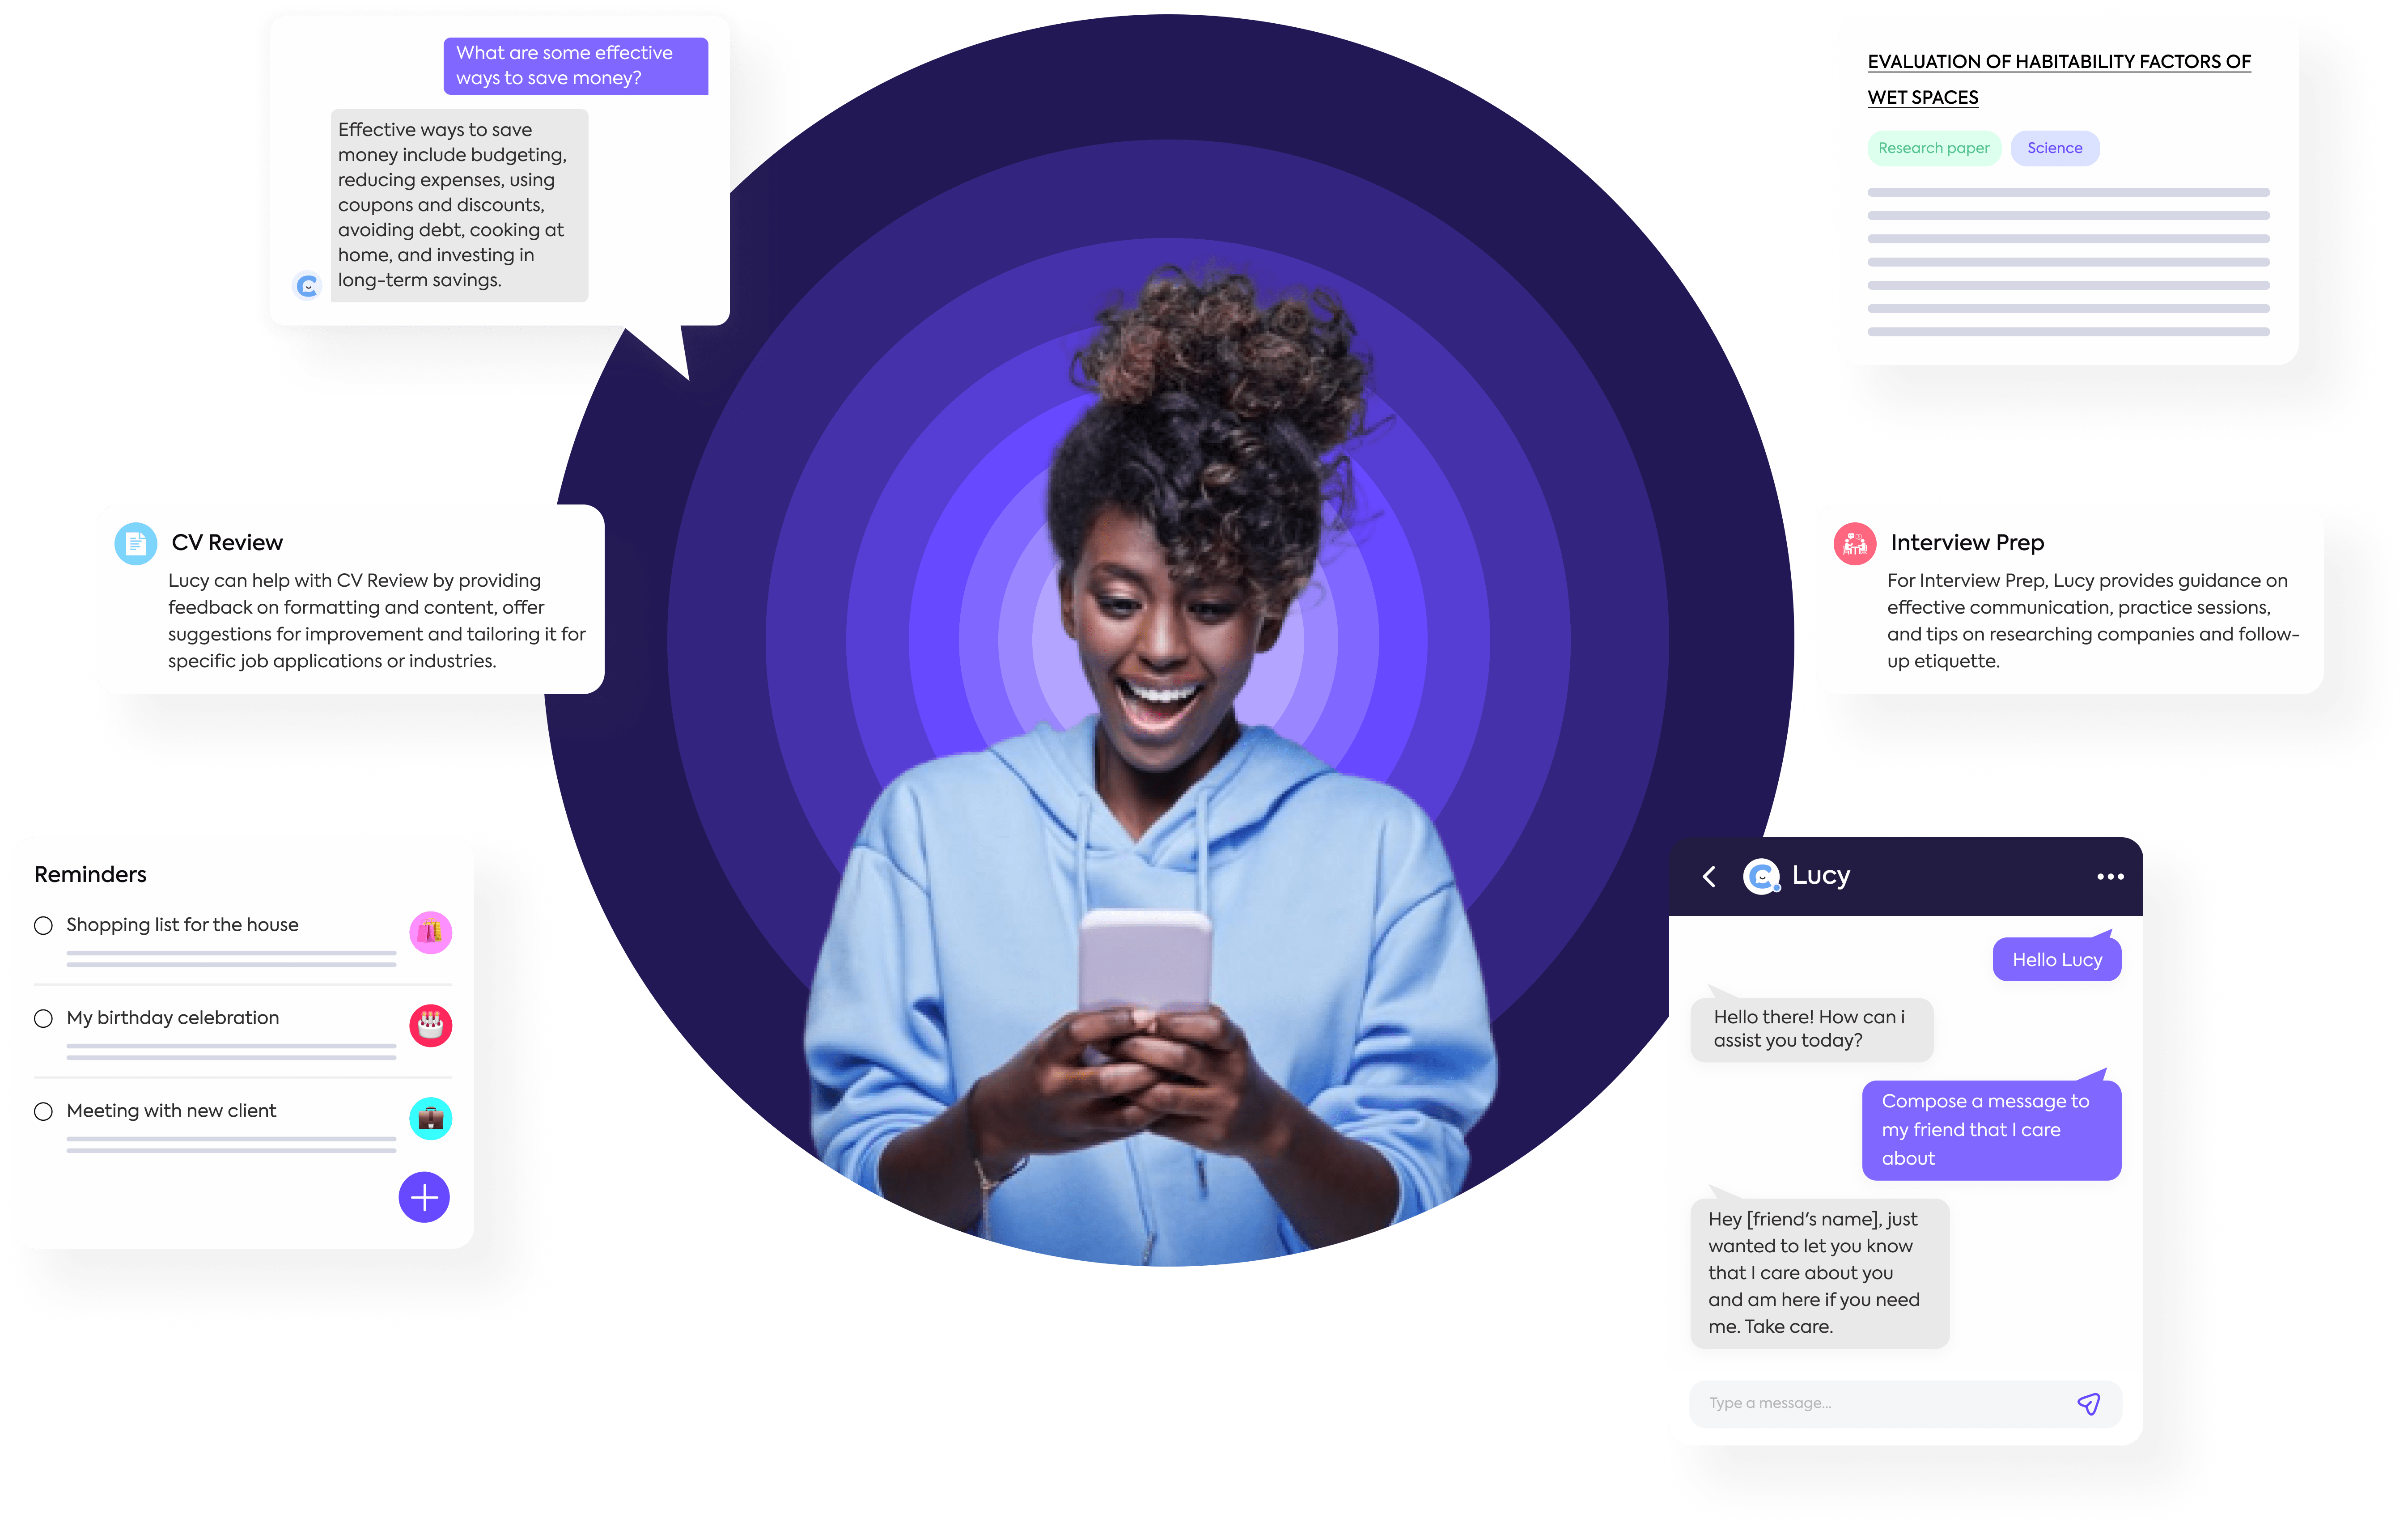 What are some effective
ways to save money?
Effective ways to save
money include budgeting,
reducing expenses, using
coupons and discounts,
avoiding debt, cooking at
home, and investing in
long-term savings.
EVALUATION OF HABITABILITY FACTORS OF
WET SPACES
Research paper
Science
CV Review
Lucy can help with CV Review by providing
feedback on formatting and content, offer
suggestions for improvement and tailoring it for
specific job applications or industries.
Interview Prep
For Interview Prep, Lucy provides guidance on
effective communication, practice sessions,
and tips on researching companies and follow-
up etiquette.
Reminders
Shopping list for the house
My birthday celebration
Meeting with new client
Lucy
Hello Lucy
Hello there! How can i
assist you today?
Compose a message to
my friend that I care
about
Hey [friend's name], just
wanted to let you know
that I care about you
and am here if you need
me. Take care.
Type a message...